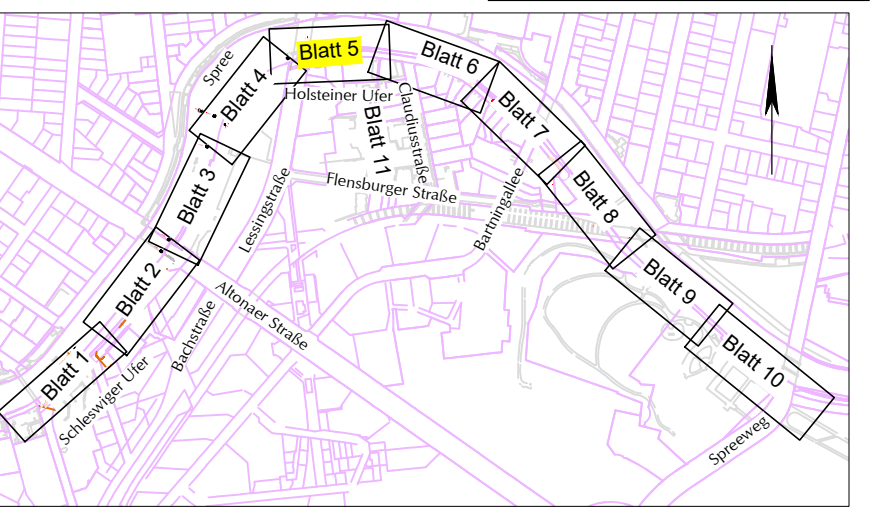 Spree
Blatt 5
Blatt 6
Blatt 4
Holsteiner Ufer
Claudiusstraße
Blatt 7
Blatt 11
Blatt 3
Lessingstraße
Flensburger Straße
Bartningallee
Blatt 8
Blatt 2
Altonaer Straße
Bachstraße
Blatt 9
Blatt 1
Schleswiger Ufer
Blatt 10
Spreeweg